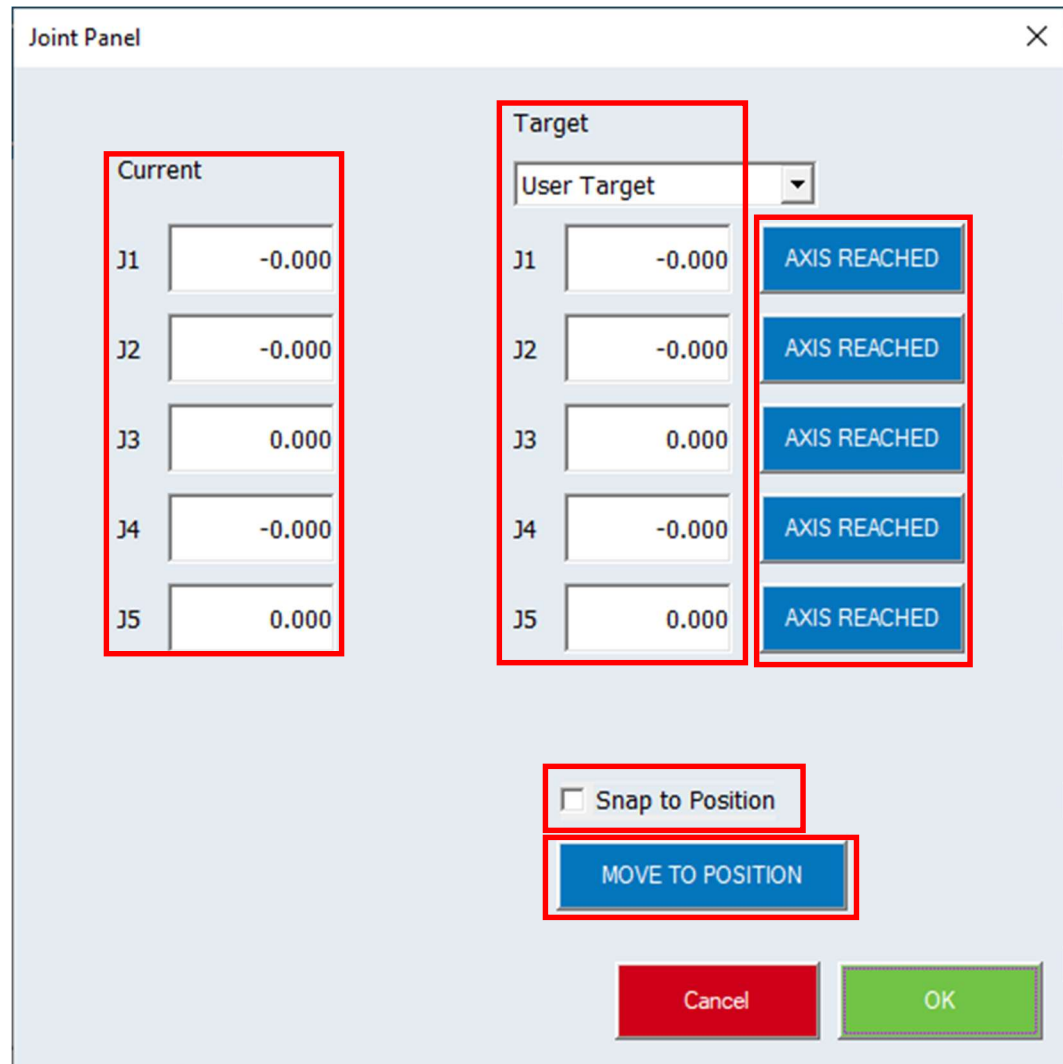 Joint Panel
Target
Current
User Target
J1 -0.000 J1 -0.000 AXIS REACHED
J2 -0.000 J2 -0.000 AXIS REACHED
J3 0.000 J3 0.000 AXIS REACHED
J4 -0.000 J4 -0.000 AXIS REACHED
J5 0.000 J5 0.000 AXIS REACHED
Snap to Position
MOVE TO POSITION
Cancel OK